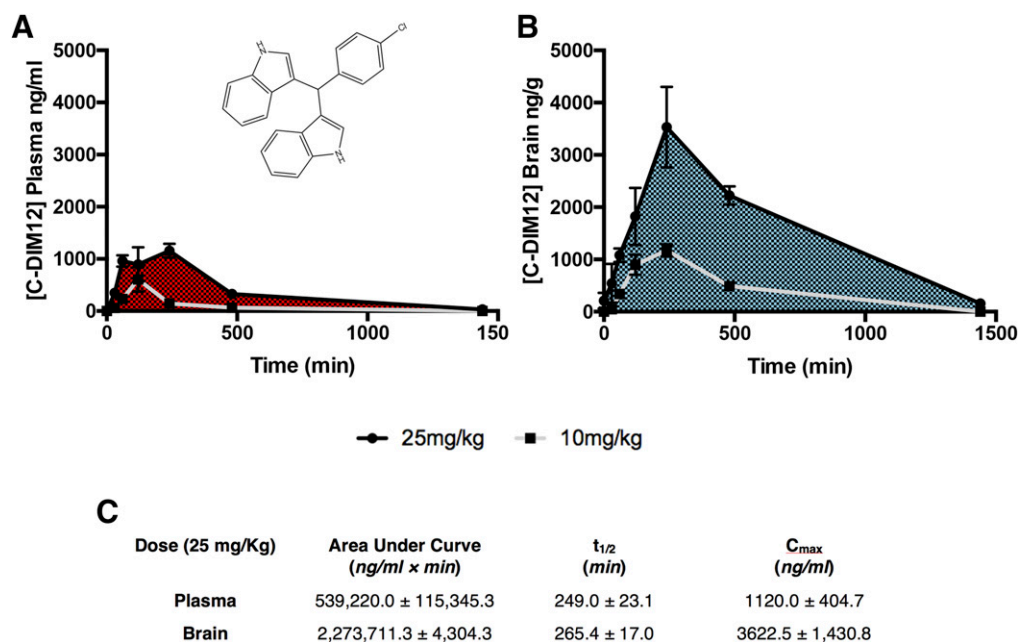 A
B
[C-DIM12] Plasma ng/ml
5000
4000
3000
2000
1000
0
0
500
1000
150
Time (min)
Cl
NH
NH
[C-DIM12] Brain ng/g
5000
4000
3000
2000
1000
0
0
500
1000
1500
Time (min)
25mg/kg
10mg/kg
C
Dose (25 mg/Kg) Area Under Curve t1/2 Cmax
(ng/ml × min) (min) (ng/ml)
Plasma 539,220.0 ± 115,345.3 249.0 ± 23.1 1120.0 ± 404.7
Brain 2,273,711.3 ± 4,304.3 265.4 ± 17.0 3622.5 ± 1,430.8